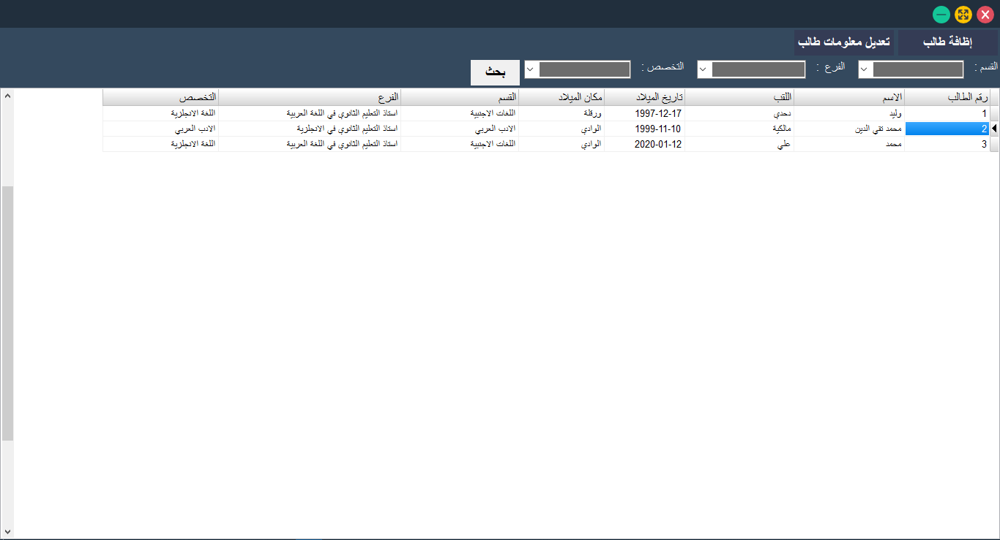 إظافة طالب تعديل معلومات طالب
القسم : الفرع : التخصص : بحث
رقم الطالب الاسم اللقب تاريخ الميلاد مكان الميلاد القسم الفرع التخصص
1 وليد دحدي 1997-12-17 ورقلة اللغات الاجنبية استاذ التعليم الثانوي في اللغة العربية اللغة الانجلزية
2 محمد تقي الدين مالكية 1999-11-10 الوادي الادب العربي استاذ التعليم الثانوي في الانجلزية الادب العربي
3 محمد علي 2020-01-12 الوادي اللغات الاجنبية استاذ التعليم الثانوي في اللغة العربية اللغة الانجلزية